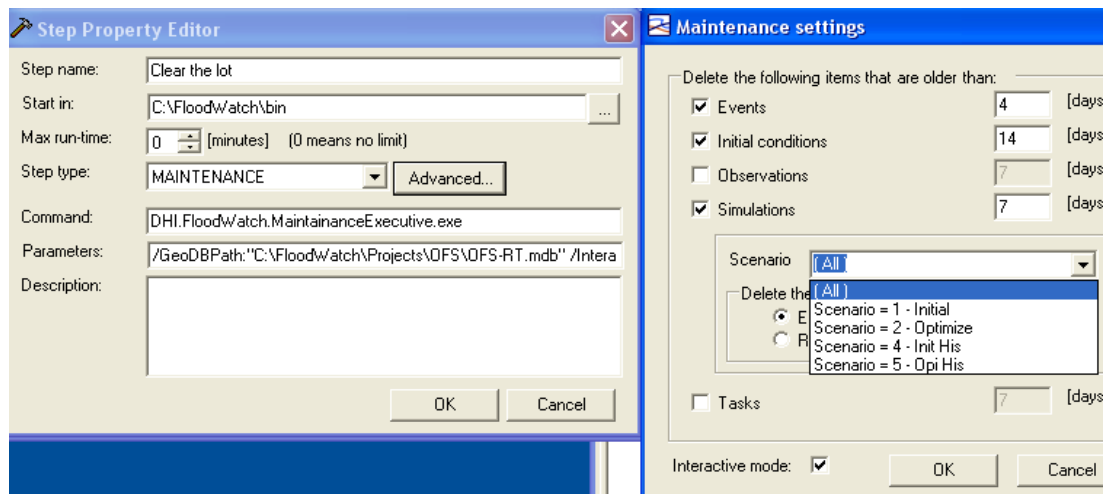 Step Property Editor
Step name: Clear the lot
Start in: C:\FloodWatch\bin ...
Max run-time: 0 [minutes] (0 means no limit)
Step type: MAINTENANCE Advanced...
Command: DHI.FloodWatch.MaintainanceExecutive.exe
Parameters: /GeoDBPath:"C:\FloodWatch\Projects\OFS\OFS-RT.mdb" /Intera
Description:
OK Cancel
Maintenance settings
Delete the following items that are older than:
Events 4 [days
Initial conditions 14 [days
Observations 7 [days
Simulations 7 [days
Scenario ( All )
Delete the
( All )
E
Scenario = 1 - Initial
Scenario = 2 - Optimize
R
Scenario = 4 - Init His
Scenario = 5 - Opi His
Tasks 7 [days
Interactive mode: OK Cancel